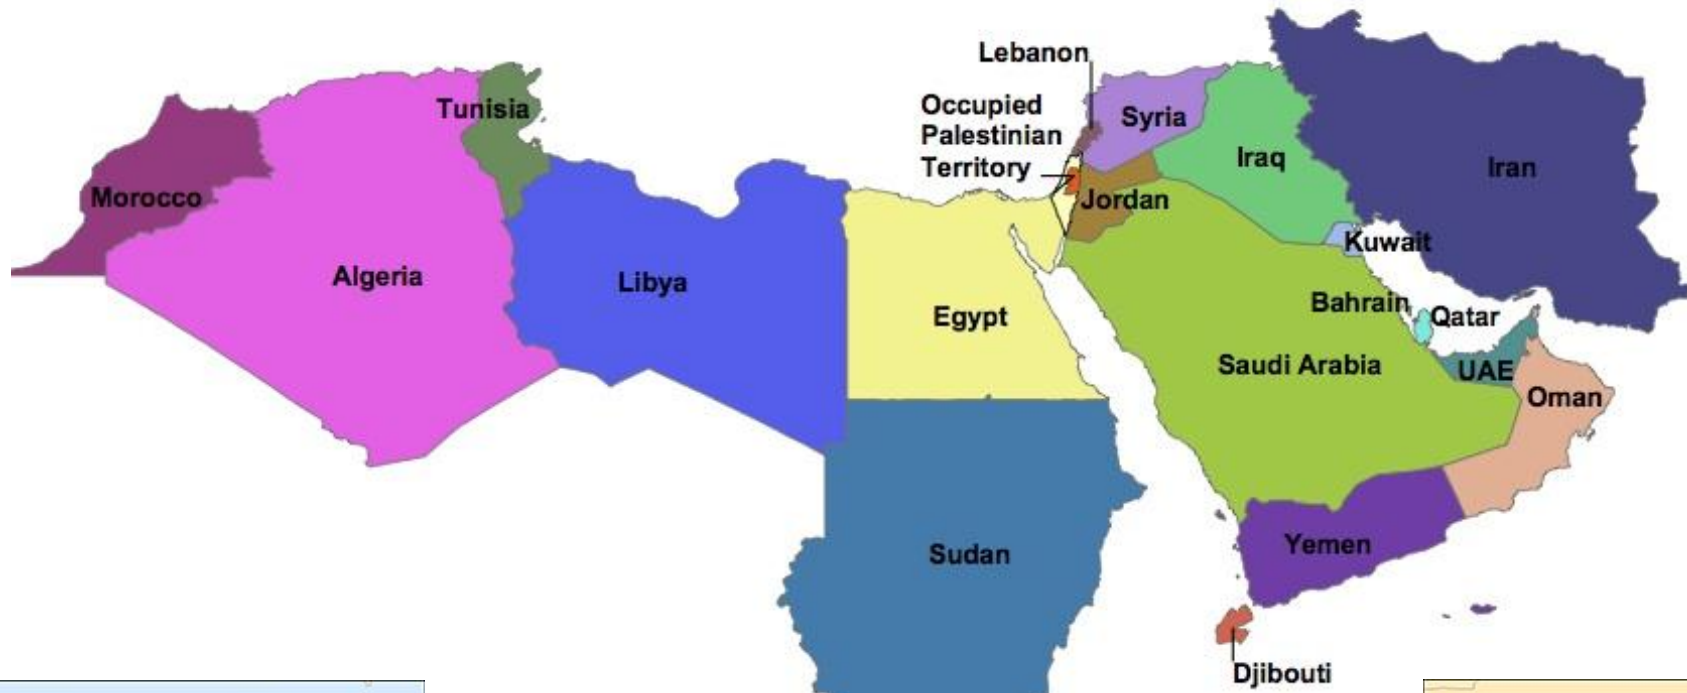 Lebanon
Occupied
Palestinian
Territory
Syria
Tunisia
Iraq
Iran
Morocco
Jordan
Kuwait
Algeria
Libya
Egypt
Bahrain
Qatar
Saudi Arabia
UAE
Oman
Sudan
Yemen
Djibouti